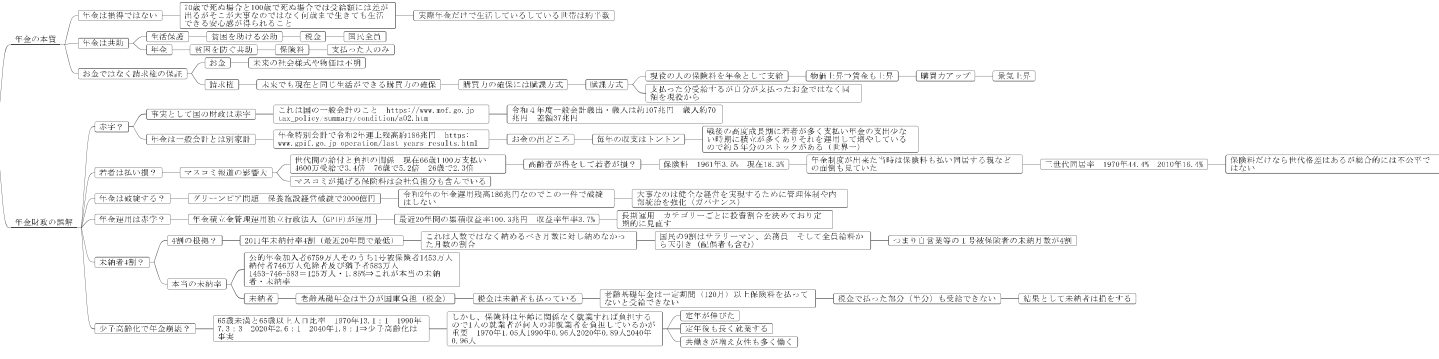 年金の本質
年金は損得ではない
70歳で死ぬ場合と100歳で死ぬ場合では受給額には差が
出るがそこが大事なのではなく何歳まで生きても生活
できる安心感が得られること
実際年金だけで生活しているしている世帯は約半数
年金は共助
生活保護
貧困を助ける公助
税金
国民全員
年金
貧困を防ぐ共助
保険料
支払った人のみ
お金ではなく請求権の保証
お金
未来の社会様式や物価は不明
請求権
未来でも現在と同じ生活ができる購買力の確保
購買力の確保には賦課方式
賦課方式
現役の人の保険料を年金として支給
物価上昇⇒賃金も上昇
購買力アップ
景気上昇
支払った分受給するが自分が支払ったお金ではなく同
額を現役から
年金財政の誤解
赤字?
事実として国の財政は赤字
これは国の一般会計のこと https://www.mof.go.jp
tax_policy/summary/condition/a02.htm
令和4年度一般会計歳出・歳入は約107兆円 歳入約70
兆円 差額37兆円
年金は一般会計とは別家計
年金特別会計で令和2年運上残高約186兆円 https:
www.gpif.go.jp operation/last years results.html
お金の出どころ
毎年の収支はトントン
戦後の高度成長期に若者が多く支払い年金の支出少な
い時期に積立が多くありそれを運用して増やしている
ので約5年分のストックがある(世界一)
若者は払い損?
マスコミ報道の影響大
世代間の給付と負担の関係 現在66歳1400万支払い
4600万受給で3.4倍 76歳で5.2倍 26歳で2.3倍
高齢者が得をして若者が損?
保険料 1961年3.5% 現在18.3%
年金制度が出来た当時は保険料も払い同居する親など
の面倒も見ていた
三世代同居率 1970年44.4% 2010年16.4%
保険料だけなら世代格差はあるが総合的には不公平で
はない
マスコミが掲げる保険料は会社負担分も含んでいる
年金は破綻する?
グリーンピア問題 保養施設経営破綻で3000億円
令和2年の年金運用残高186兆円なのでこの一件で破綻
はしない
大事なのは健全な経営を実現するために管理体制や内
部統治を強化(ガバナンス)
年金運用は赤字?
年金積立金管理運用独立行政法人(GPIF)が運用
最近20年間の累積収益率100.3兆円 収益率年率3.7%
長期運用 カテゴリーごとに投資割合を決めており定
期的に見直す
未納者4割?
4割の根拠?
2011年未納付率4割(最近20年間で最低)
これは人数ではなく納めるべき月数に対し納めなかっ
た月数の割合
国民の9割はサラリーマン、公務員 そして全員給料か
ら天引き(配偶者も含む)
つまり自営業等の1号被保険者の未納月数が4割
本当の未納率
公的年金加入者6759万人そのうち1号被保険者1453万人
納付者746万人免除者及び猶予者583万人
1453-746-583=125万人・1.85%⇒これが本当の未納
者・未納率
未納者
老齢基礎年金は半分が国庫負担(税金)
税金は未納者も払っている
老齢基礎年金は一定期間(120月)以上保険料を払って
ないと受給できない
税金で払った部分(半分)も受給できない
結果として未納者は損をする
少子高齢化で年金崩壊?
65歳未満と65歳以上人口比率 1970年13.1:1 1990年
7.3:3 2020年2.6:1 2040年1.8:1⇒少子高齢化は
事実
しかし、保険料は年齢に関係なく就業すれば負担する
ので1人の就業者が何人の非就業者を負担しているかが
重要 1970年1.05人1990年0.96人2020年0.89人2040年
0.96人
定年が伸びた
定年後も長く就業する
共働きが増え女性も多く働く